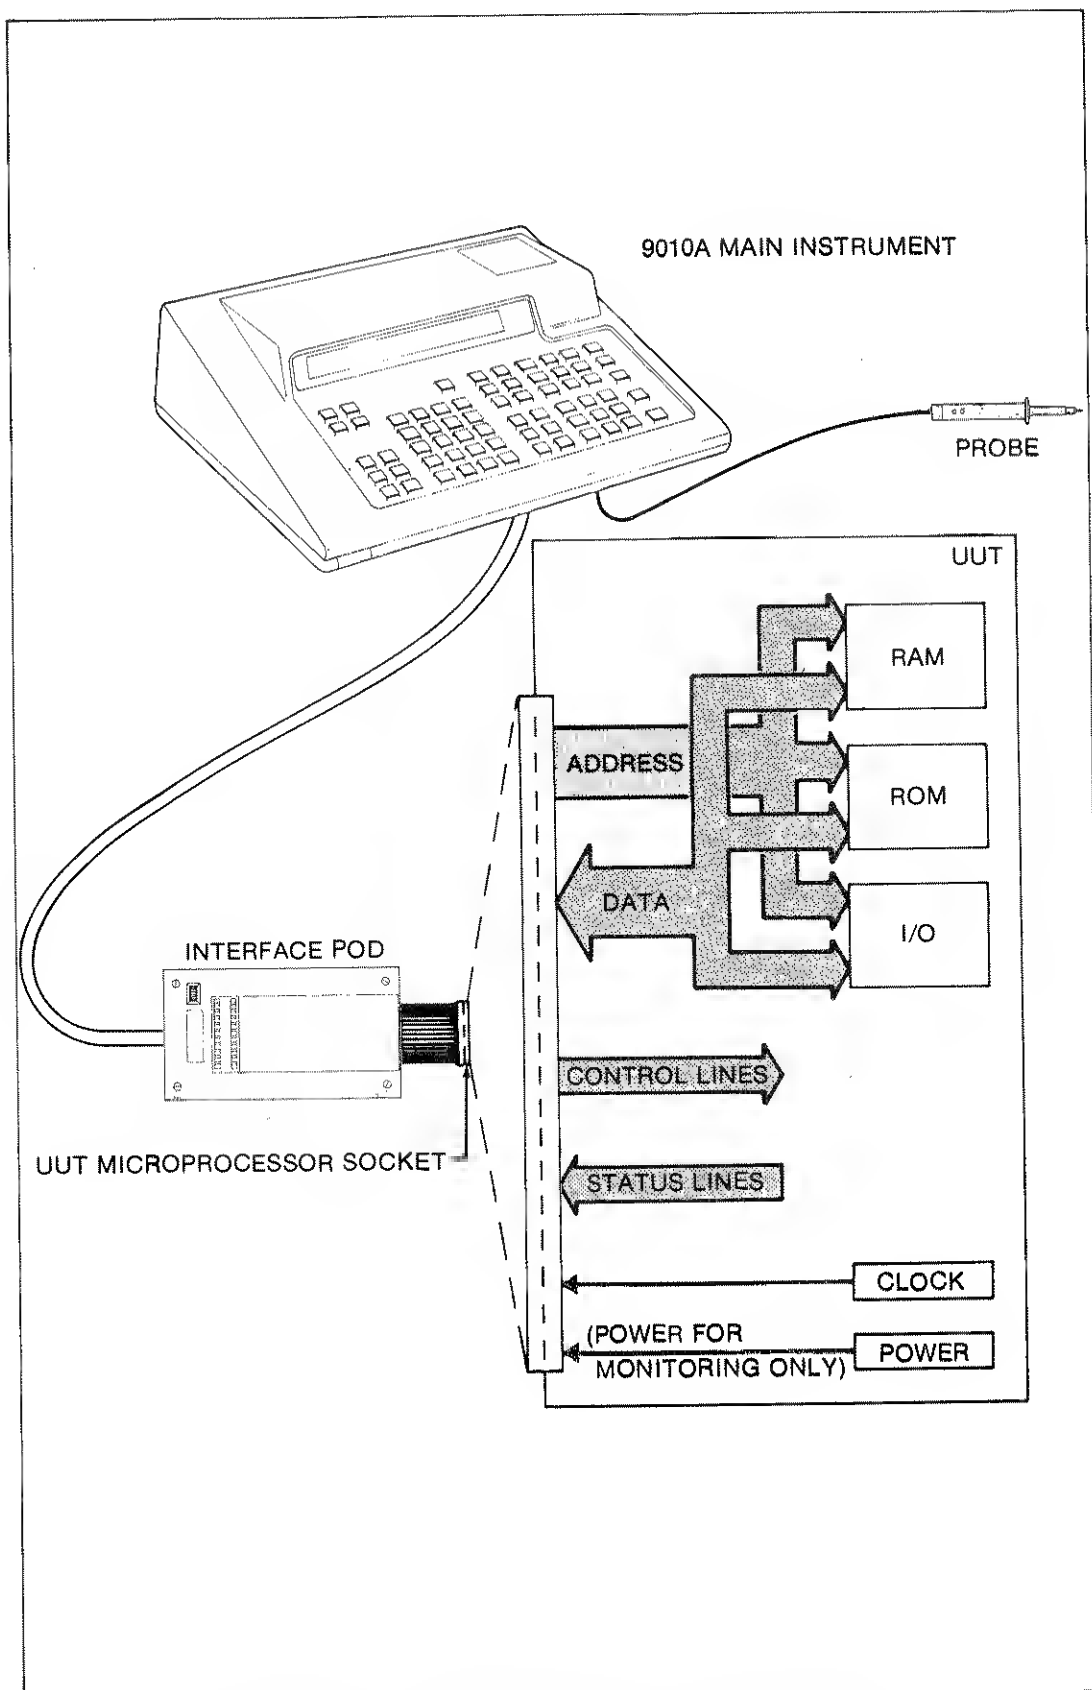 9010A MAIN INSTRUMENT
PROBE
UUT
RAM
ADDRESS
ROM
DATA
I/O
INTERFACE POD
CONTROL LINES
UUT MICROPROCESSOR SOCKET
STATUS LINES
CLOCK
(POWER FOR
MONITORING ONLY)
POWER